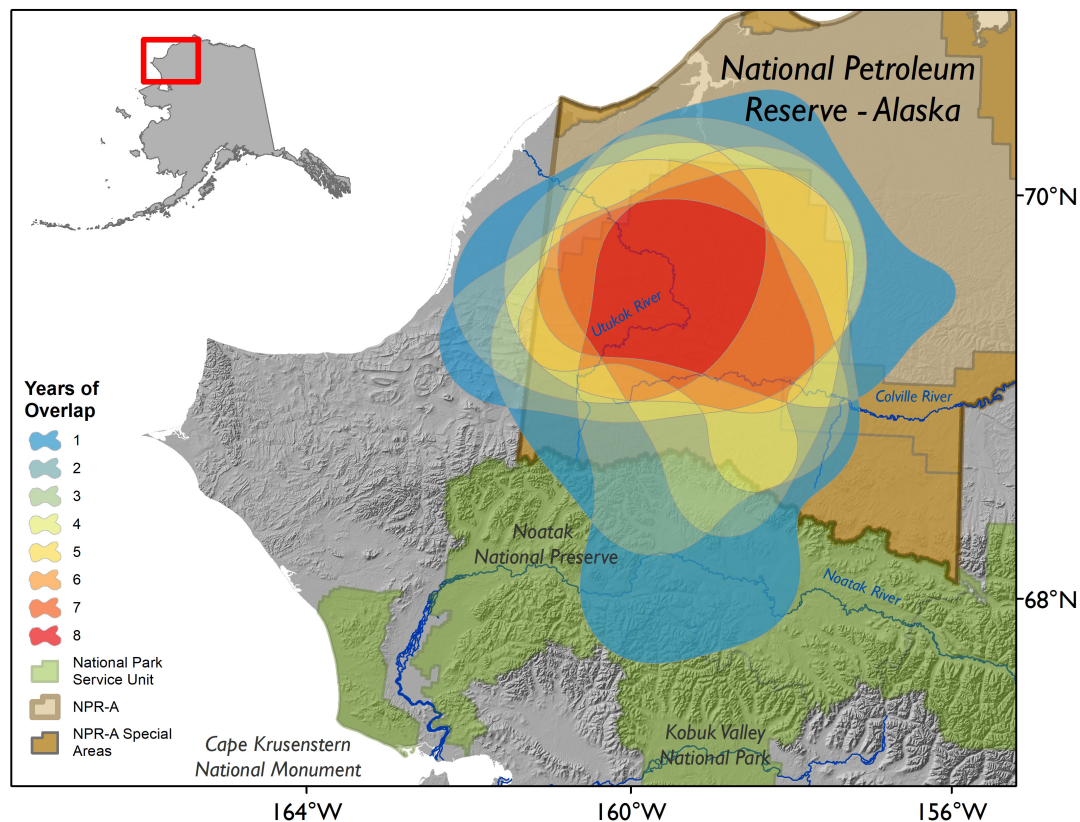 National Petroleum
Reserve - Alaska
70°N
Utukok River
Colville River
Years of
Overlap
1
2
3
4
5
6
7
8
National Park
Service Unit
NPR-A
NPR-A Special
Areas
Noatak
National Preserve
Noatak River
68°N
Cape Krusenstern
National Monument
Kobuk Valley
National Park
164°W
160°W
156°W